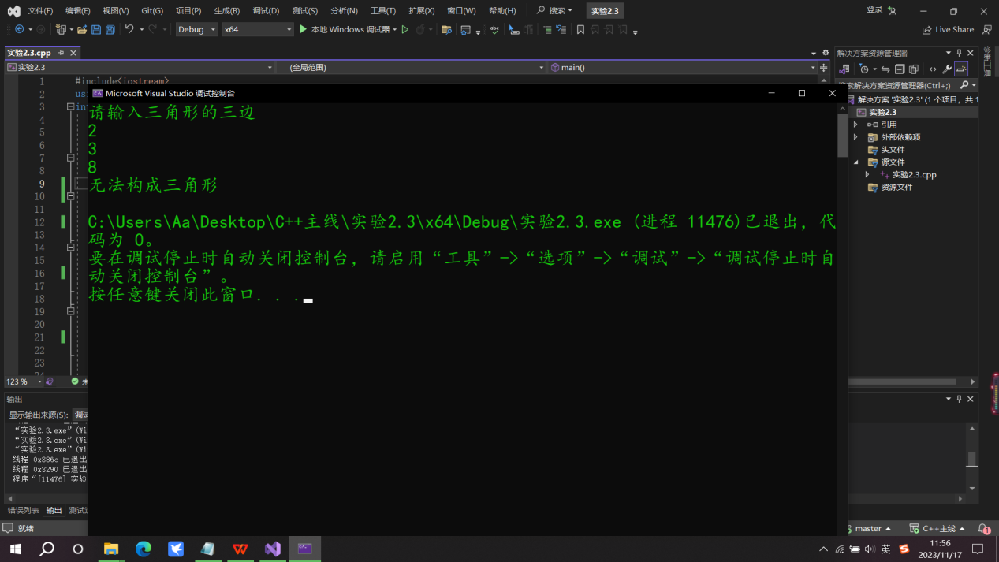 文件(F) 编辑(E) 视图(V) Git(G) 项目(P) 生成(B) 调试(D) 测试(S) 分析(N) 工具(T) 扩展(X) 窗口(W) 帮助(H) 搜索 实验2.3 登录
Debug x64 本地 Windows 调试器 Live Share
实验2.3.cpp
实验2.3 (全局范围) main()
1 #include<iostream>
2 us
3 in
4
5
6
7
8
9
10
11
12
13
14
15
16
17
18
19
20
21
22
23
24
Microsoft Visual Studio 调试控制台
请输入三角形的三边
2
3
8
无法构成三角形
C:\Users\Aa\Desktop\C++主线\实验2.3\x64\Debug\实验2.3.exe (进程 11476)已退出，代
码为 0。
要在调试停止时自动关闭控制台，请启用“工具”->“选项”->“调试”->“调试停止时自
动关闭控制台”。
按任意键关闭此窗口. . .
解决方案资源管理器
索解决方案资源管理器(Ctrl+;)
解决方案 '实验2.3' (1 个项目，共 1
实验2.3
引用
外部依赖项
头文件
源文件
实验2.3.cpp
资源文件
诊断工具
123 %
输出
显示输出来源(S): 调试
“实验2.3.exe”(Wi
“实验2.3.exe”(Wi
“实验2.3.exe”(Wi
线程 0x386c 已退出
线程 0x3290 已退出
程序“[11476] 实验
错误列表 输出 测试
就绪
master C++主线 1
英 11:56
2023/11/17